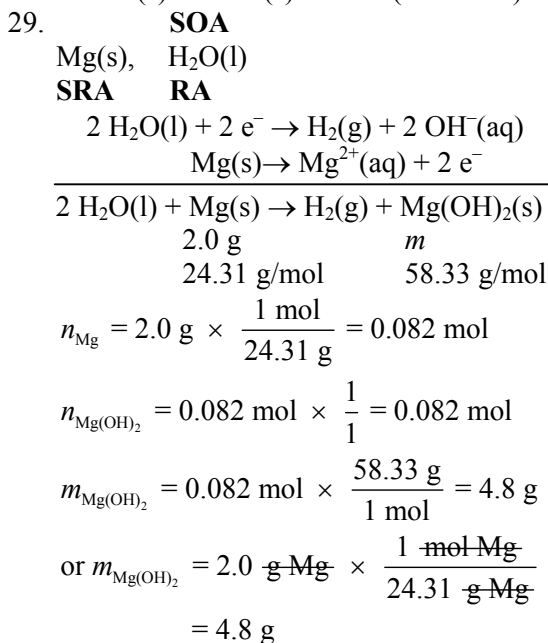 29. SOA
Mg(s), H₂O(l)
SRA RA
2 H₂O(l) + 2 e⁻ → H₂(g) + 2 OH⁻(aq)
Mg(s)→ Mg²⁺(aq) + 2 e⁻
2 H₂O(l) + Mg(s) → H₂(g) + Mg(OH)₂(s)
2.0 g m
24.31 g/mol 58.33 g/mol
n_Mg = 2.0 g × 1 mol / 24.31 g = 0.082 mol
n_Mg(OH)₂ = 0.082 mol × 1/1 = 0.082 mol
m_Mg(OH)₂ = 0.082 mol × 58.33 g / 1 mol = 4.8 g
or m_Mg(OH)₂ = 2.0 g Mg × 1 mol Mg / 24.31 g Mg
= 4.8 g